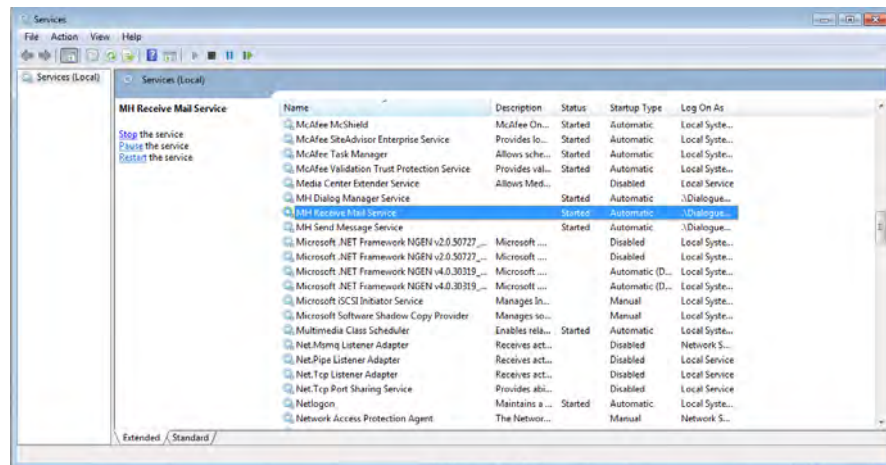 Services
File Action View Help
Services (Local)
Services (Local)
MH Receive Mail Service
Stop the service
Pause the service
Restart the service
Name Description Status Startup Type Log On As
McAfee McShield McAfee On... Started Automatic Local Syste...
McAfee SiteAdvisor Enterprise Service Provides lo... Started Automatic Local Syste...
McAfee Task Manager Allows sche... Started Automatic Local Syste...
McAfee Validation Trust Protection Service Provides val... Started Automatic Local Syste...
Media Center Extender Service Allows Med... Disabled Local Service
MH Dialog Manager Service Started Automatic .\Dialogue...
MH Receive Mail Service Started Automatic .\Dialogue...
MH Send Message Service Started Automatic .\Dialogue...
Microsoft .NET Framework NGEN v2.0.50727_... Microsoft .... Disabled Local Syste...
Microsoft .NET Framework NGEN v2.0.50727_... Microsoft .... Disabled Local Syste...
Microsoft .NET Framework NGEN v4.0.30319_... Microsoft .... Automatic (D... Local Syste...
Microsoft .NET Framework NGEN v4.0.30319_... Microsoft .... Automatic (D... Local Syste...
Microsoft iSCSI Initiator Service Manages In... Manual Local Syste...
Microsoft Software Shadow Copy Provider Manages so... Manual Local Syste...
Multimedia Class Scheduler Enables rela... Started Automatic Local Syste...
Net.Msmq Listener Adapter Receives act... Disabled Network S...
Net.Pipe Listener Adapter Receives act... Disabled Local Service
Net.Tcp Listener Adapter Receives act... Disabled Local Service
Net.Tcp Port Sharing Service Provides abi... Disabled Local Service
Netlogon Maintains a ... Started Automatic Local Syste...
Network Access Protection Agent The Networ... Manual Network S...
Extended Standard